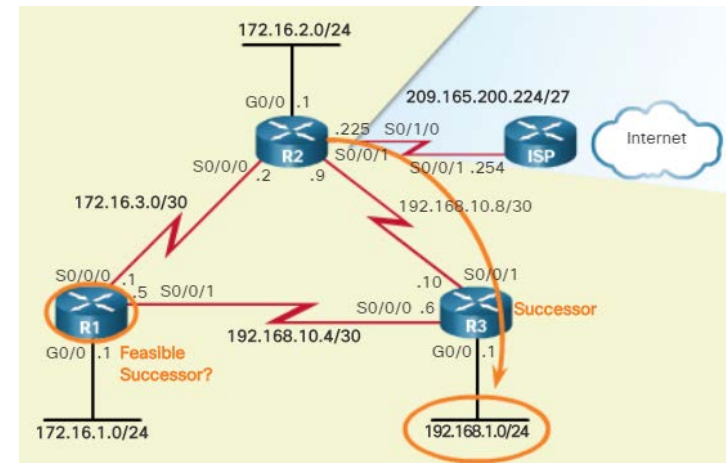 172.16.2.0/24
209.165.200.224/27
G0/0 .1
.225 S0/1/0
Internet
R2
ISP
S0/0/0
.2
.9
S0/0/1
S0/0/1 .254
172.16.3.0/30
192.168.10.8/30
S0/0/0 .1
.5 S0/0/1
.10 S0/0/1
S0/0/0 .6
Successor
R1
R3
192.168.10.4/30
G0/0 .1
Feasible
Successor?
G0/0 .1
172.16.1.0/24
192.168.1.0/24